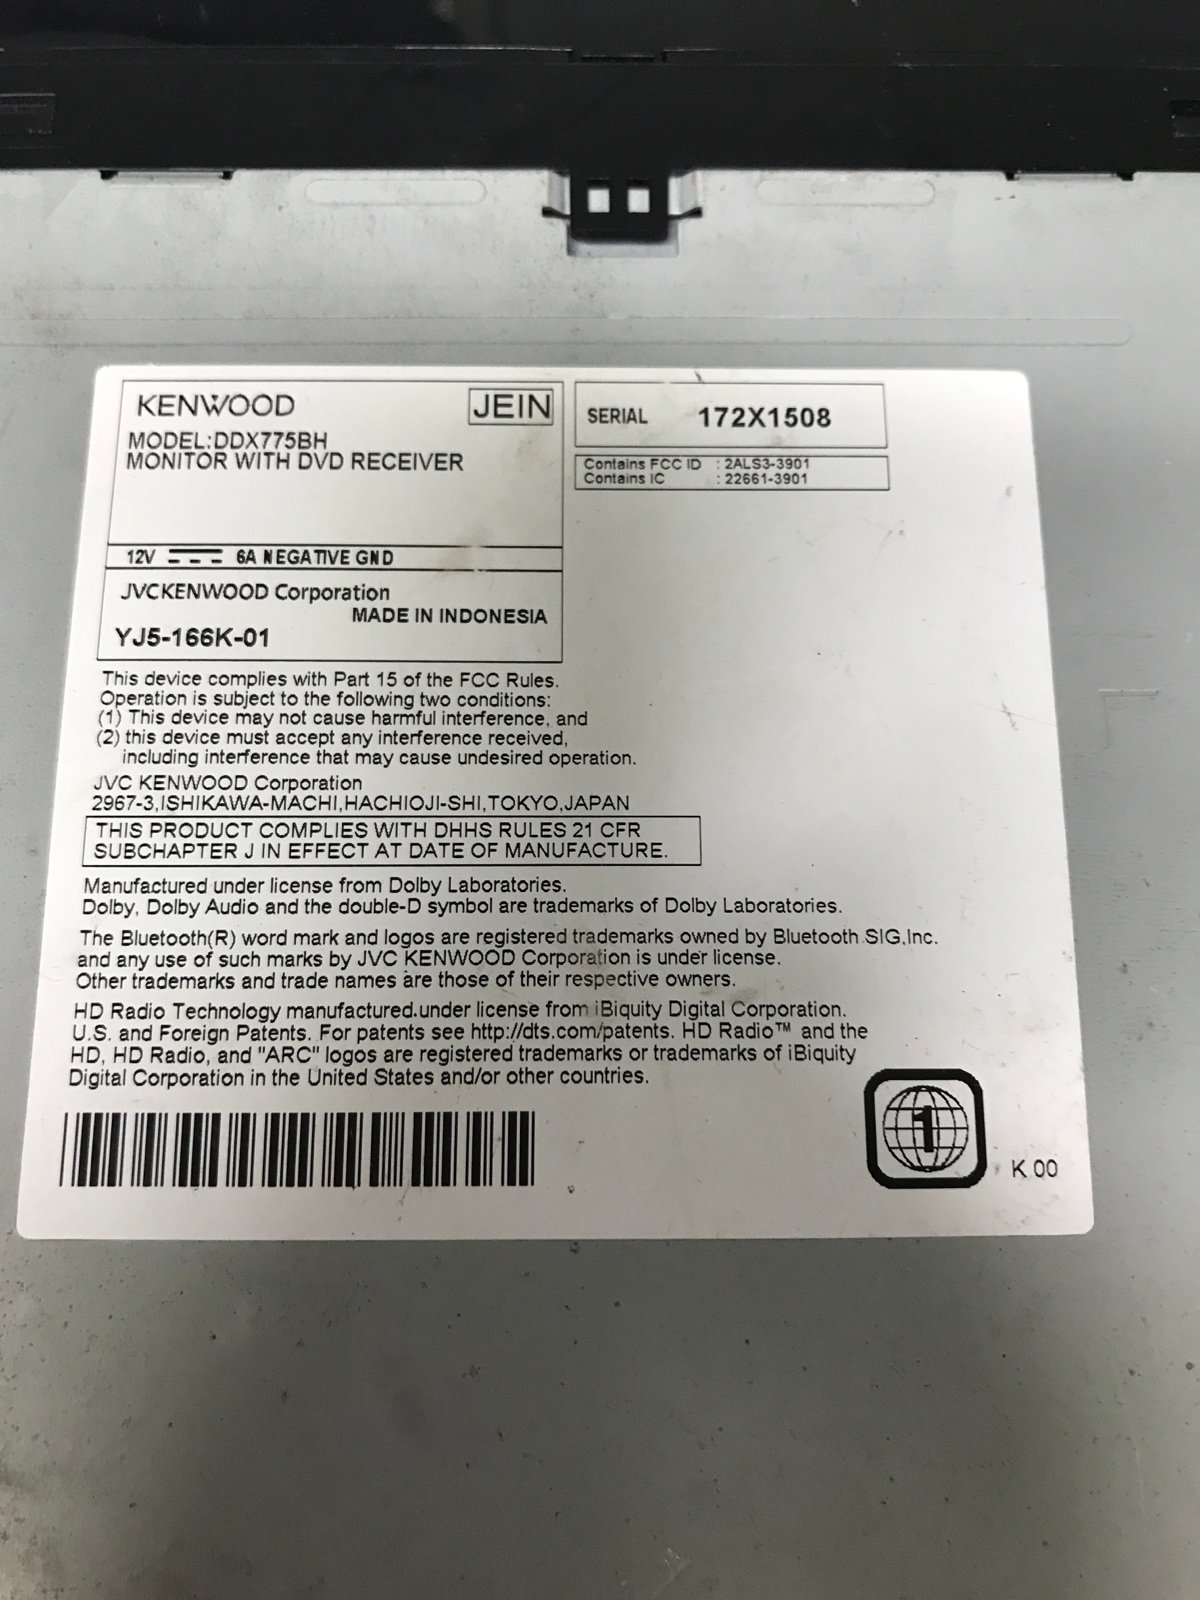 KENWOOD
JEIN
MODEL:DDX775BH
MONITOR WITH DVD RECEIVER
12V 6A NEGATIVE GND
JVCKENWOOD Corporation
MADE IN INDONESIA
YJ5-166K-01
SERIAL 172X1508
Contains FCC ID : 2ALS3-3901
Contains IC : 22661-3901
This device complies with Part 15 of the FCC Rules.
Operation is subject to the following two conditions:
(1) This device may not cause harmful interference, and
(2) this device must accept any interference received,
including interference that may cause undesired operation.
JVC KENWOOD Corporation
2967-3,ISHIKAWA-MACHI,HACHIOJI-SHI,TOKYO,JAPAN
THIS PRODUCT COMPLIES WITH DHHS RULES 21 CFR
SUBCHAPTER J IN EFFECT AT DATE OF MANUFACTURE.
Manufactured under license from Dolby Laboratories.
Dolby, Dolby Audio and the double-D symbol are trademarks of Dolby Laboratories.
The Bluetooth(R) word mark and logos are registered trademarks owned by Bluetooth SIG,Inc.
and any use of such marks by JVC KENWOOD Corporation is under license.
Other trademarks and trade names are those of their respective owners.
HD Radio Technology manufactured under license from iBiquity Digital Corporation.
U.S. and Foreign Patents. For patents see http://dts.com/patents. HD Radio™ and the
HD, HD Radio, and "ARC" logos are registered trademarks or trademarks of iBiquity
Digital Corporation in the United States and/or other countries.
1
K 00